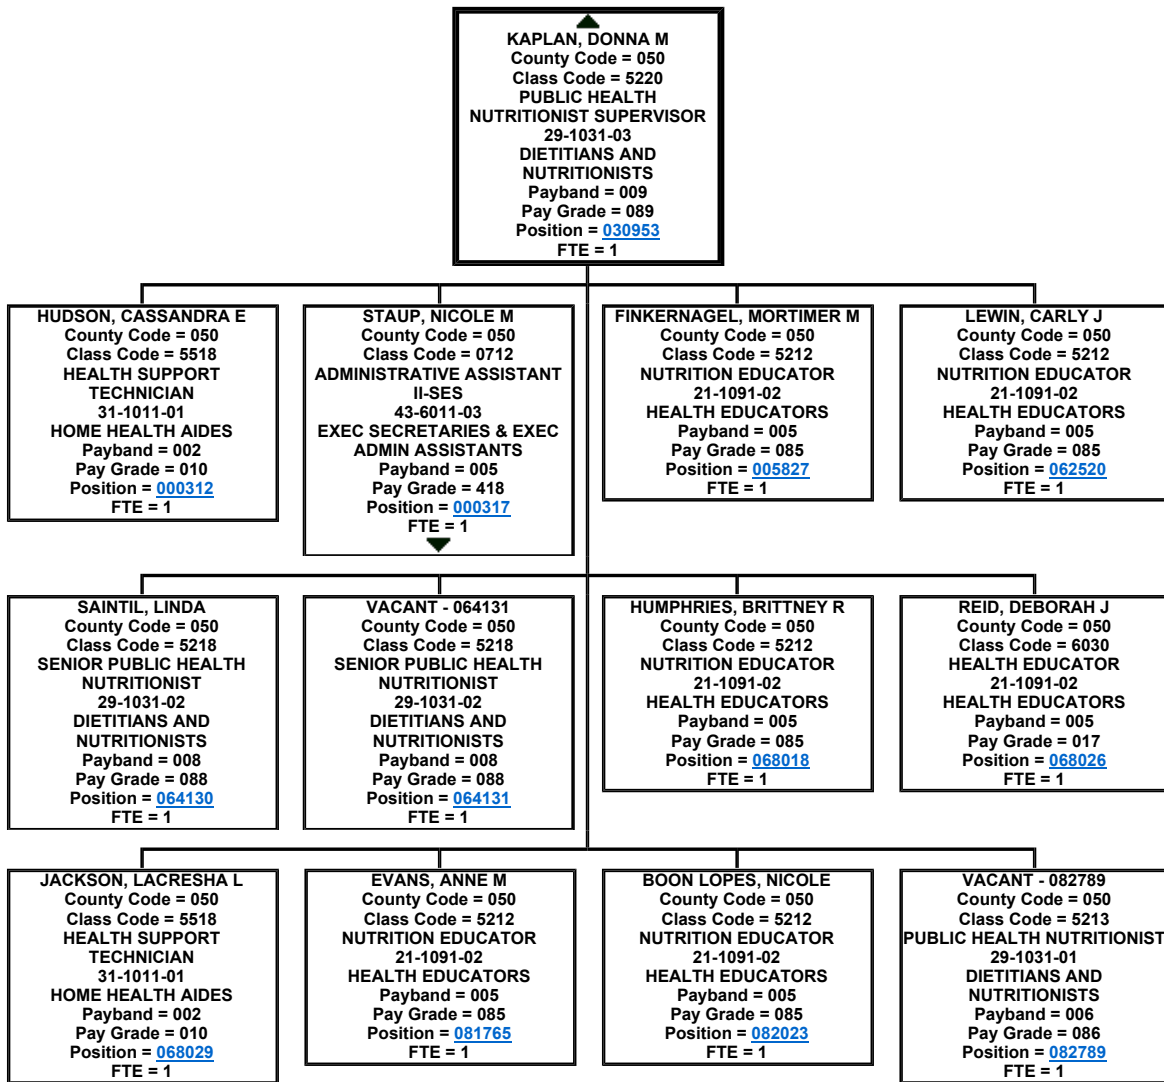 KAPLAN, DONNA M
County Code = 050
Class Code = 5220
PUBLIC HEALTH
NUTRITIONIST SUPERVISOR
29-1031-03
DIETITIANS AND
NUTRITIONISTS
Payband = 009
Pay Grade = 089
Position = 030953
FTE = 1
HUDSON, CASSANDRA E
County Code = 050
Class Code = 5518
HEALTH SUPPORT
TECHNICIAN
31-1011-01
HOME HEALTH AIDES
Payband = 002
Pay Grade = 010
Position = 000312
FTE = 1
STAUP, NICOLE M
County Code = 050
Class Code = 0712
ADMINISTRATIVE ASSISTANT
II-SES
43-6011-03
EXEC SECRETARIES & EXEC
ADMIN ASSISTANTS
Payband = 005
Pay Grade = 418
Position = 000317
FTE = 1
FINKERNAGEL, MORTIMER M
County Code = 050
Class Code = 5212
NUTRITION EDUCATOR
21-1091-02
HEALTH EDUCATORS
Payband = 005
Pay Grade = 085
Position = 005827
FTE = 1
LEWIN, CARLY J
County Code = 050
Class Code = 5212
NUTRITION EDUCATOR
21-1091-02
HEALTH EDUCATORS
Payband = 005
Pay Grade = 085
Position = 062520
FTE = 1
SAINTIL, LINDA
County Code = 050
Class Code = 5218
SENIOR PUBLIC HEALTH
NUTRITIONIST
29-1031-02
DIETITIANS AND
NUTRITIONISTS
Payband = 008
Pay Grade = 088
Position = 064130
FTE = 1
VACANT - 064131
County Code = 050
Class Code = 5218
SENIOR PUBLIC HEALTH
NUTRITIONIST
29-1031-02
DIETITIANS AND
NUTRITIONISTS
Payband = 008
Pay Grade = 088
Position = 064131
FTE = 1
HUMPHRIES, BRITTNEY R
County Code = 050
Class Code = 5212
NUTRITION EDUCATOR
21-1091-02
HEALTH EDUCATORS
Payband = 005
Pay Grade = 085
Position = 068018
FTE = 1
REID, DEBORAH J
County Code = 050
Class Code = 6030
HEALTH EDUCATOR
21-1091-02
HEALTH EDUCATORS
Payband = 005
Pay Grade = 017
Position = 068026
FTE = 1
JACKSON, LACRESHA L
County Code = 050
Class Code = 5518
HEALTH SUPPORT
TECHNICIAN
31-1011-01
HOME HEALTH AIDES
Payband = 002
Pay Grade = 010
Position = 068029
FTE = 1
EVANS, ANNE M
County Code = 050
Class Code = 5212
NUTRITION EDUCATOR
21-1091-02
HEALTH EDUCATORS
Payband = 005
Pay Grade = 085
Position = 081765
FTE = 1
BOON LOPES, NICOLE
County Code = 050
Class Code = 5212
NUTRITION EDUCATOR
21-1091-02
HEALTH EDUCATORS
Payband = 005
Pay Grade = 085
Position = 082023
FTE = 1
VACANT - 082789
County Code = 050
Class Code = 5213
PUBLIC HEALTH NUTRITIONIST
29-1031-01
DIETITIANS AND
NUTRITIONISTS
Payband = 006
Pay Grade = 086
Position = 082789
FTE = 1